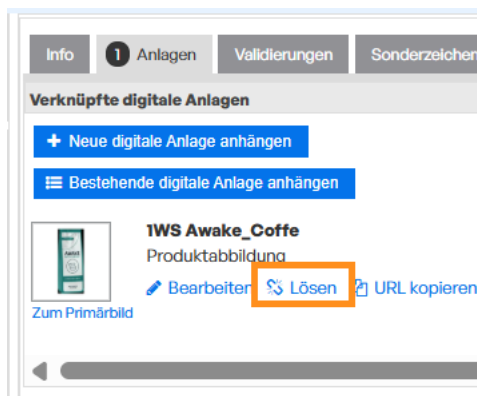 Info 1 Anlagen Validierungen Sonderzeichen
Verknüpfte digitale Anlagen
+ Neue digitale Anlage anhängen
Bestehende digitale Anlage anhängen
1WS Awake_Coffe
Produktabbildung
Bearbeiten Lösen URL kopieren
Zum Primärbild